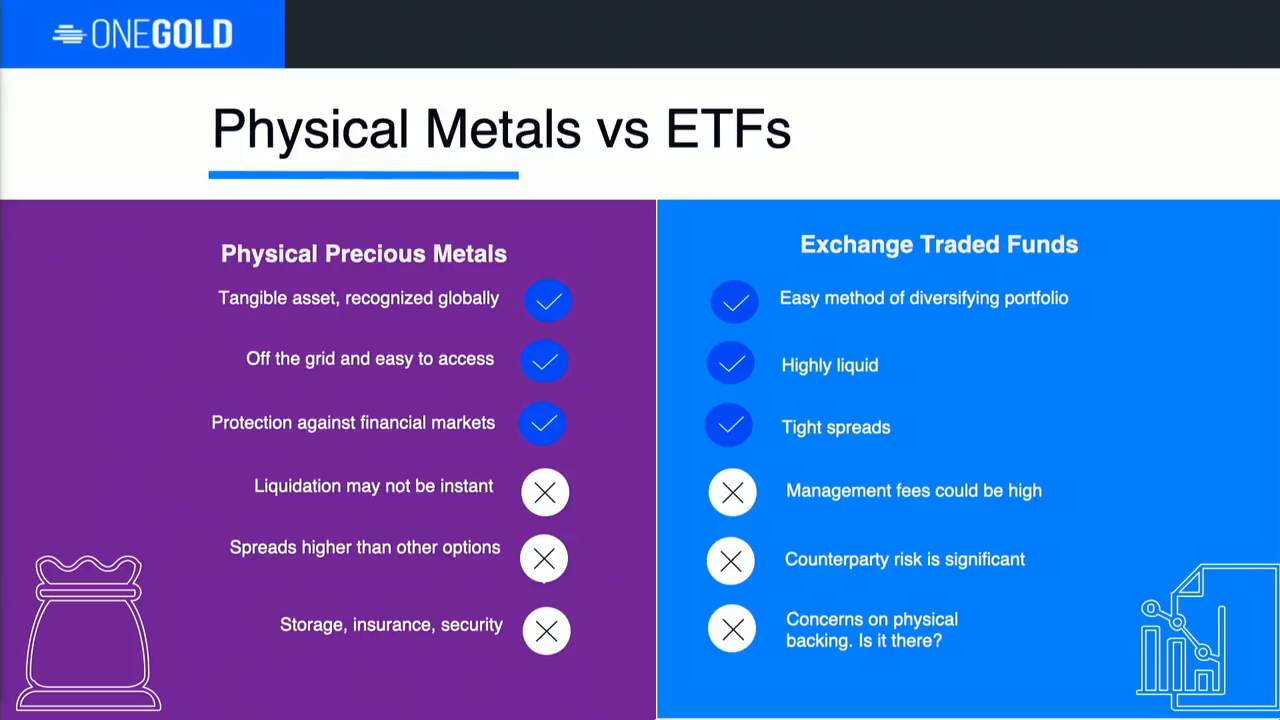 ONEGOLD
Physical Metals vs ETFs
Physical Precious Metals
Tangible asset, recognized globally
Off the grid and easy to access
Protection against financial markets
Liquidation may not be instant
Spreads higher than other options
Storage, insurance, security
Exchange Traded Funds
Easy method of diversifying portfolio
Highly liquid
Tight spreads
Management fees could be high
Counterparty risk is significant
Concerns on physical
backing. Is it there?